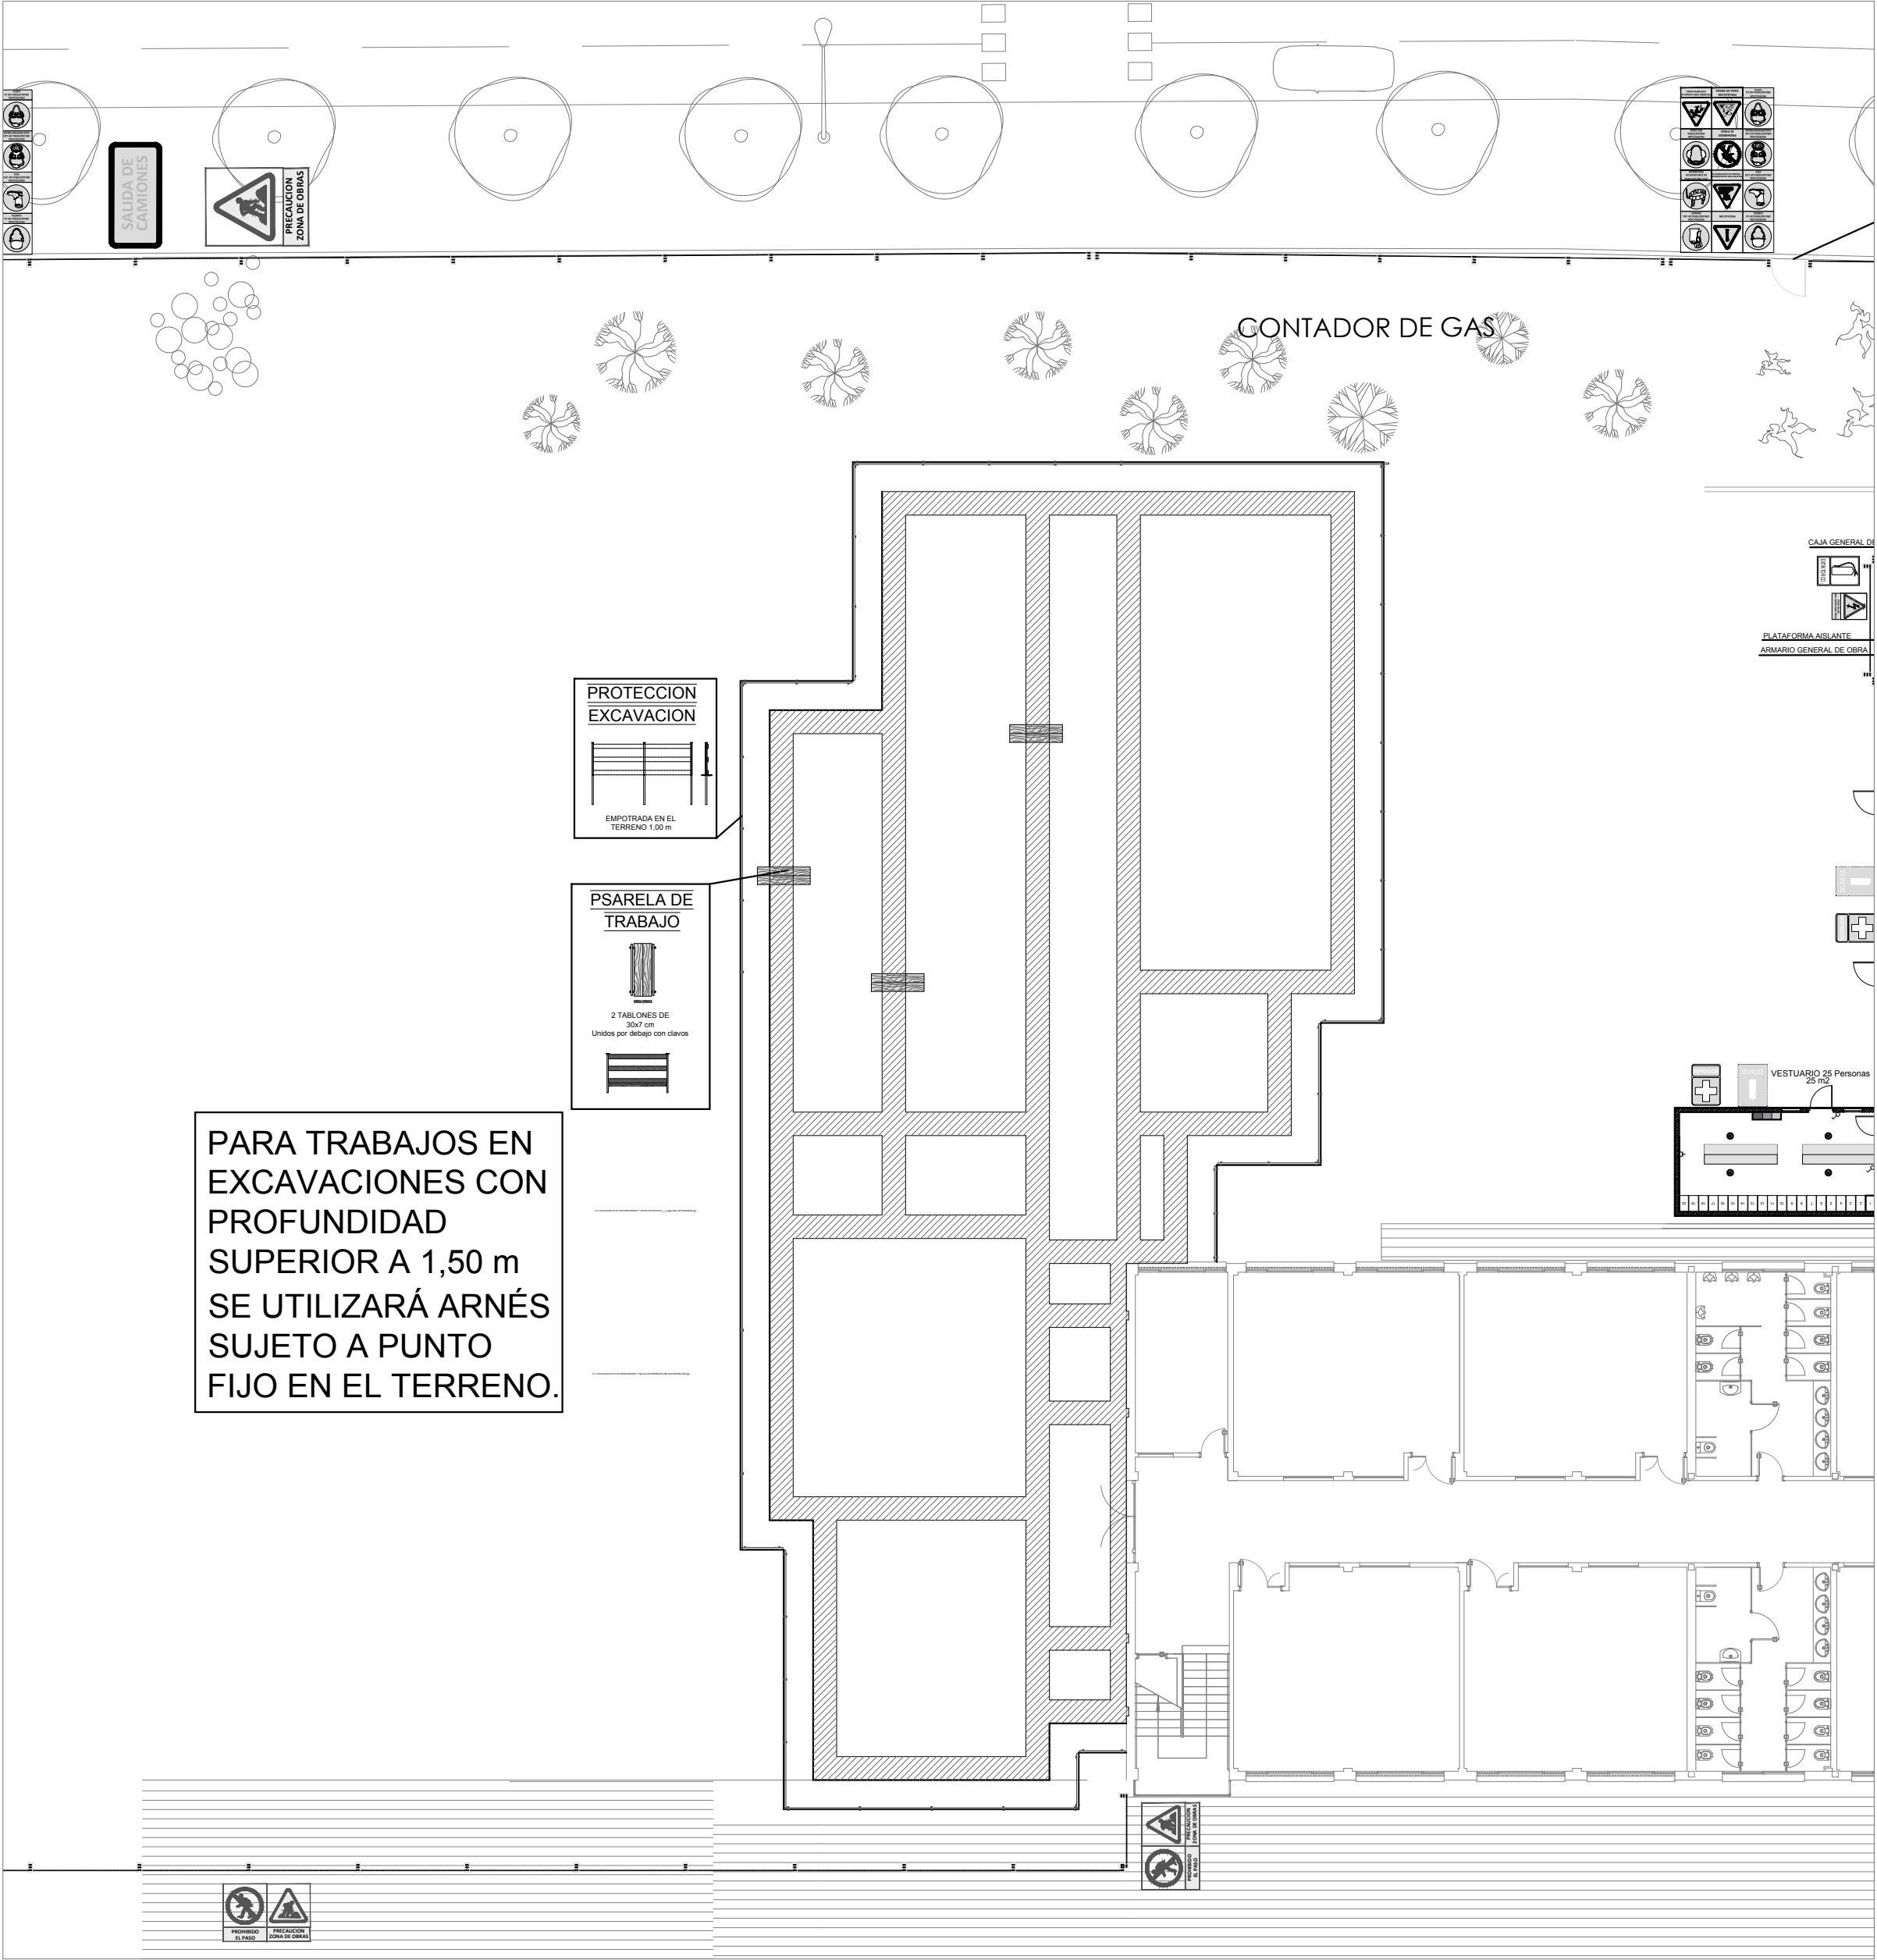 SALIDA DE
CAMIONES
PRECAUCION
ZONA DE OBRAS
CONTADOR DE GAS
CAJA GENERAL DE
PLATAFORMA AISLANTE
ARMARIO GENERAL DE OBRA
PROTECCION
EXCAVACION
EMPOTRADA EN EL
TERRENO 1,00 m
PSARELA DE
TRABAJO
2 TABLONES DE
30x7 cm
Unidos por debajo con clavos
VESTUARIO 25 Personas
25 m2
PARA TRABAJOS EN
EXCAVACIONES CON
PROFUNDIDAD
SUPERIOR A 1,50 m
SE UTILIZARÁ ARNÉS
SUJETO A PUNTO
FIJO EN EL TERRENO.
PRECAUCION
ZONA DE OBRAS
PROHIBIDO
EL PASO
PROHIBIDO
EL PASO
PRECAUCION
ZONA DE OBRAS